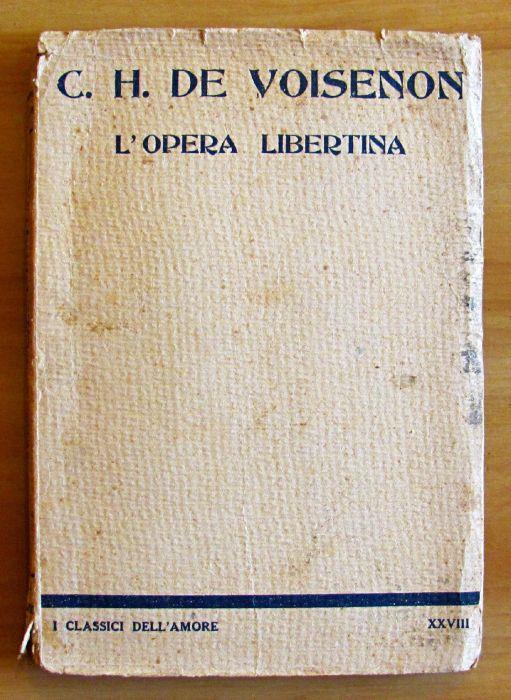 C. H. DE VOISENON
L'OPERA LIBERTINA
I CLASSICI DELL'AMORE XXVIII